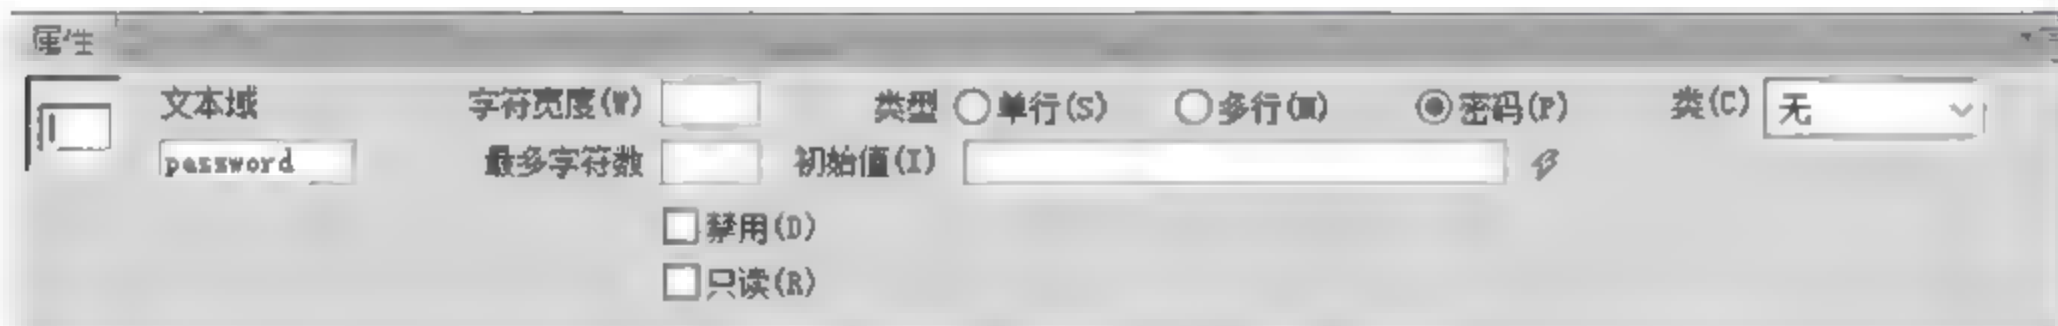 属性
文本域 字符宽度(W) 类型 单行(S) 多行(M) 密码(P) 类(C) 无
password 最多字符数 初始值(I)
禁用(D)
只读(R)